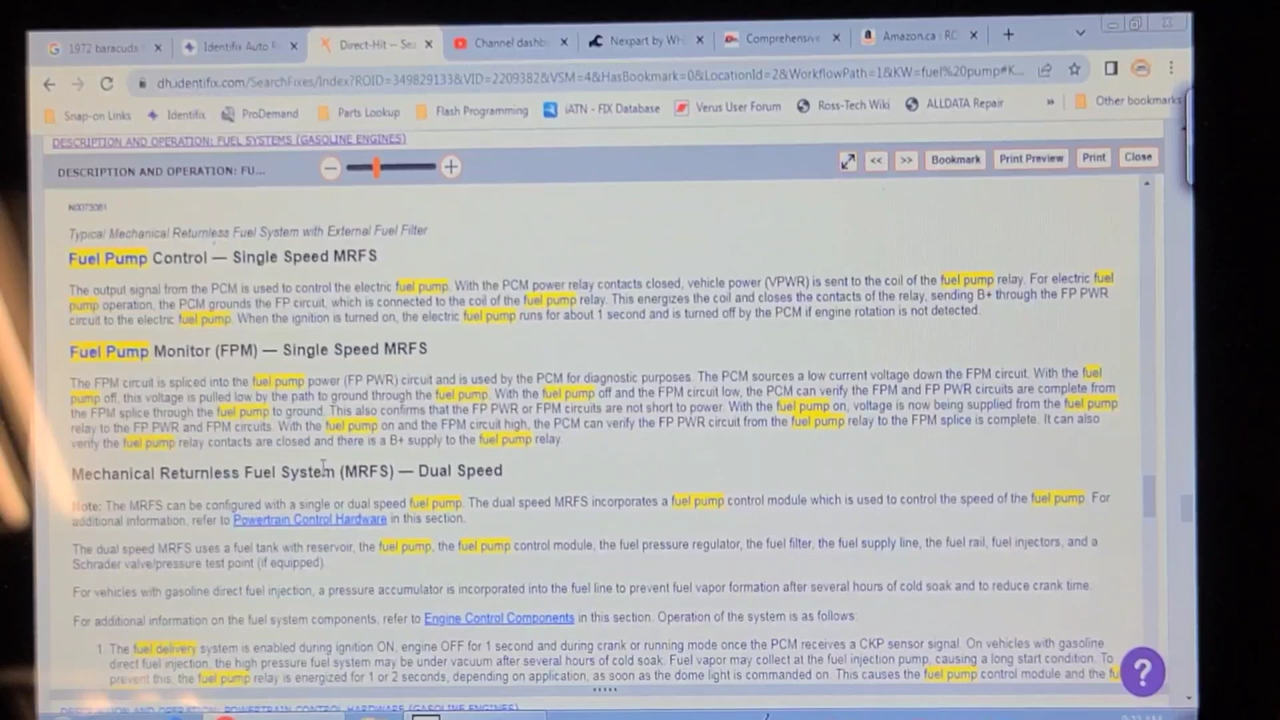 1972 baracuda
Identifix Auto F
Direct-Hit — Sea
Channel dashb
Nexpart by WH
Comprehensive
Amazon.ca : RD
dh.identifix.com/SearchFixes/Index?ROID=349829133&VID=2209382&VSM=4&HasBookmark=0&LocationId=2&WorkflowPath=1&KW=fuel%20pump#K...
Snap-on Links
Identifix
ProDemand
Parts Lookup
Flash Programming
iATN - FIX Database
Verus User Forum
Ross-Tech Wiki
ALLDATA Repair
»
Other bookmarks
DESCRIPTION AND OPERATION: FUEL SYSTEMS (GASOLINE ENGINES)
DESCRIPTION AND OPERATION: FU...
<<
>>
Bookmark
Print Preview
Print
Close
N0073081
Typical Mechanical Returnless Fuel System with External Fuel Filter
Fuel Pump Control — Single Speed MRFS
The output signal from the PCM is used to control the electric fuel pump. With the PCM power relay contacts closed, vehicle power (VPWR) is sent to the coil of the fuel pump relay. For electric fuel
pump operation, the PCM grounds the FP circuit, which is connected to the coil of the fuel pump relay. This energizes the coil and closes the contacts of the relay, sending B+ through the FP PWR
circuit to the electric fuel pump. When the ignition is turned on, the electric fuel pump runs for about 1 second and is turned off by the PCM if engine rotation is not detected.
Fuel Pump Monitor (FPM) — Single Speed MRFS
The FPM circuit is spliced into the fuel pump power (FP PWR) circuit and is used by the PCM for diagnostic purposes. The PCM sources a low current voltage down the FPM circuit. With the fuel
pump off, this voltage is pulled low by the path to ground through the fuel pump. With the fuel pump off and the FPM circuit low, the PCM can verify the FPM and FP PWR circuits are complete from
the FPM splice through the fuel pump to ground. This also confirms that the FP PWR or FPM circuits are not short to power. With the fuel pump on, voltage is now being supplied from the fuel pump
relay to the FP PWR and FPM circuits. With the fuel pump on and the FPM circuit high, the PCM can verify the FP PWR circuit from the fuel pump relay to the FPM splice is complete. It can also
verify the fuel pump relay contacts are closed and there is a B+ supply to the fuel pump relay.
Mechanical Returnless Fuel System (MRFS) — Dual Speed
Note: The MRFS can be configured with a single or dual speed fuel pump. The dual speed MRFS incorporates a fuel pump control module which is used to control the speed of the fuel pump. For
additional information, refer to Powertrain Control Hardware in this section.
The dual speed MRFS uses a fuel tank with reservoir, the fuel pump, the fuel pump control module, the fuel pressure regulator, the fuel filter, the fuel supply line, the fuel rail, fuel injectors, and a
Schrader valve/pressure test point (if equipped)
For vehicles with gasoline direct fuel injection, a pressure accumulator is incorporated into the fuel line to prevent fuel vapor formation after several hours of cold soak and to reduce crank time.
For additional information on the fuel system components, refer to Engine Control Components in this section. Operation of the system is as follows:
1. The fuel delivery system is enabled during ignition ON, engine OFF for 1 second and during crank or running mode once the PCM receives a CKP sensor signal. On vehicles with gasoline
direct fuel injection, the high pressure fuel system may be under vacuum after several hours of cold soak. Fuel vapor may collect at the fuel injection pump, causing a long start condition. To
prevent this, the fuel pump relay is energized for 1 or 2 seconds, depending on application, as soon as the dome light is commanded on. This causes the fuel pump control module and the fu
?
DESCRIPTION AND OPERATION: POWERTRAIN CONTROL HARDWARE (GASOLINE ENGINES)